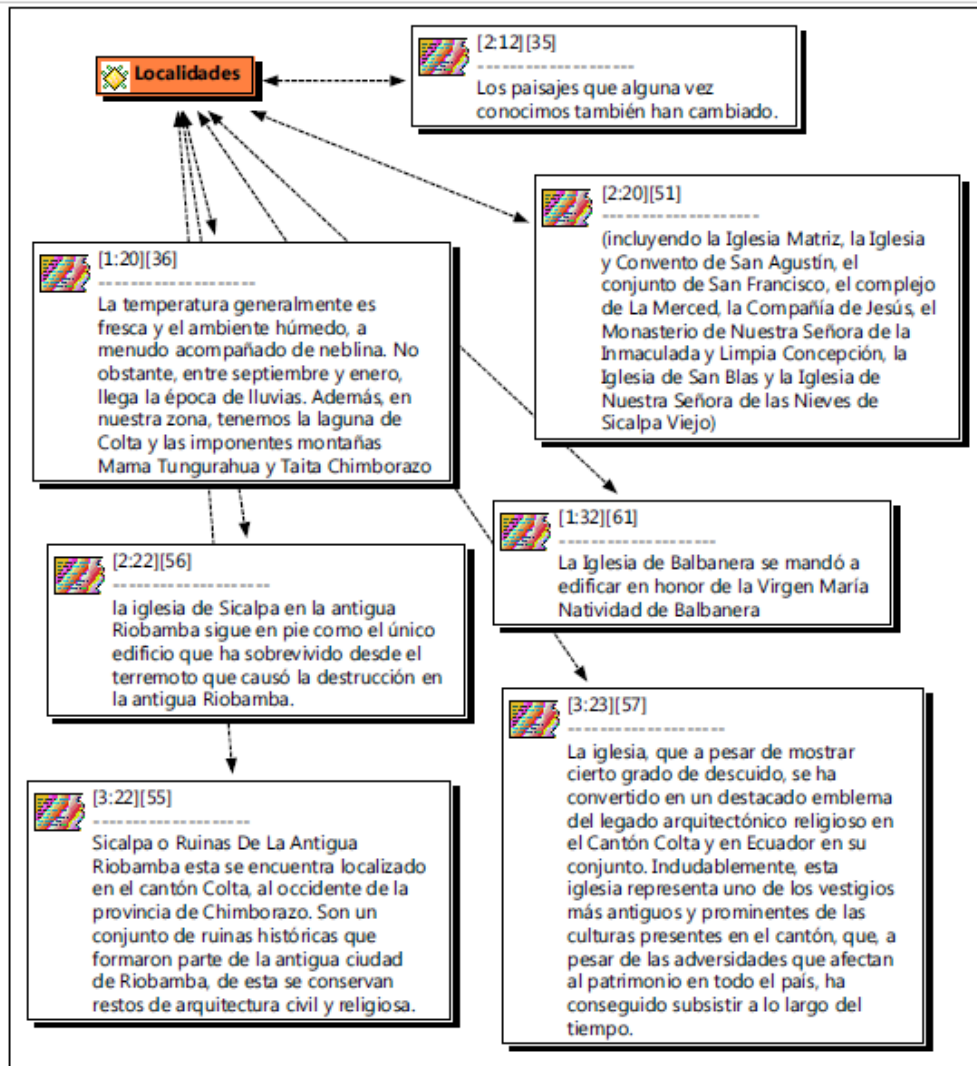 Localidades
[2:12][35]
--------------------
Los paisajes que alguna vez
conocimos también han cambiado.
[2:20][51]
--------------------
(incluyendo la Iglesia Matriz, la Iglesia
y Convento de San Agustín, el
conjunto de San Francisco, el complejo
de La Merced, la Compañía de Jesús, el
Monasterio de Nuestra Señora de la
Inmaculada y Limpia Concepción, la
Iglesia de San Blas y la Iglesia de
Nuestra Señora de las Nieves de
Sicalpa Viejo)
[1:20][36]
--------------------
La temperatura generalmente es
fresca y el ambiente húmedo, a
menudo acompañado de neblina. No
obstante, entre septiembre y enero,
llega la época de lluvias. Además, en
nuestra zona, tenemos la laguna de
Colta y las imponentes montañas
Mama Tungurahua y Taita Chimborazo
[1:32][61]
--------------------
La Iglesia de Balbanera se mandó a
edificar en honor de la Virgen María
Natividad de Balbanera
[2:22][56]
--------------------
la iglesia de Sicalpa en la antigua
Riobamba sigue en pie como el único
edificio que ha sobrevivido desde el
terremoto que causó la destrucción en
la antigua Riobamba.
[3:23][57]
--------------------
La iglesia, que a pesar de mostrar
cierto grado de descuido, se ha
convertido en un destacado emblema
del legado arquitectónico religioso en
el Cantón Colta y en Ecuador en su
conjunto. Indudablemente, esta
iglesia representa uno de los vestigios
más antiguos y prominentes de las
culturas presentes en el cantón, que, a
pesar de las adversidades que afectan
al patrimonio en todo el país, ha
conseguido subsistir a lo largo del
tiempo.
[3:22][55]
--------------------
Sicalpa o Ruinas De La Antigua
Riobamba esta se encuentra localizado
en el cantón Colta, al occidente de la
provincia de Chimborazo. Son un
conjunto de ruinas históricas que
formaron parte de la antigua ciudad
de Riobamba, de esta se conservan
restos de arquitectura civil y religiosa.